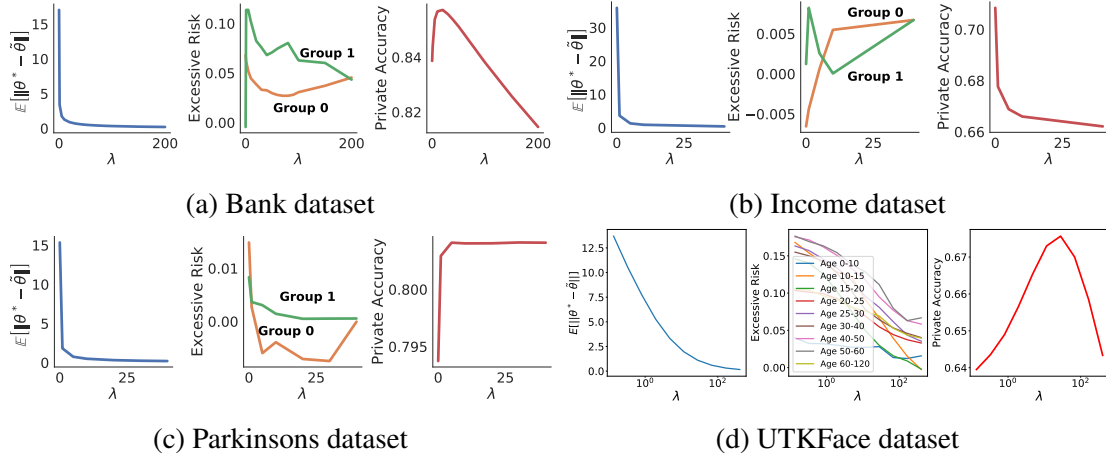 15
10
5
0
0
200
λ
𝔼[‖θ* − θ̃‖]
0.10
0.05
0.00
0
200
λ
Excessive Risk
Group 1
Group 0
0.84
0.82
0
200
λ
Private Accuracy
(a) Bank dataset
30
20
10
0
0
25
λ
𝔼[‖θ* − θ̃‖]
0.005
0.000
−0.005
0
25
λ
Excessive Risk
Group 0
Group 1
0.70
0.68
0.66
0
25
λ
Private Accuracy
(b) Income dataset
15
10
5
0
0
25
λ
𝔼[‖θ* − θ̃‖]
0.01
0.00
0
25
λ
Excessive Risk
Group 1
Group 0
0.800
0.795
0
25
λ
Private Accuracy
(c) Parkinsons dataset
12.5
10.0
7.5
5.0
2.5
0.0
10⁰
10²
λ
E[||θ* − θ̃||]
0.15
0.10
0.05
0.00
10⁰
10²
λ
Excessive Risk
Age 0-10
Age 10-15
Age 15-20
Age 20-25
Age 25-30
Age 30-40
Age 40-50
Age 50-60
Age 60-120
0.67
0.66
0.65
0.64
10⁰
10²
λ
Private Accuracy
(d) UTKFace dataset